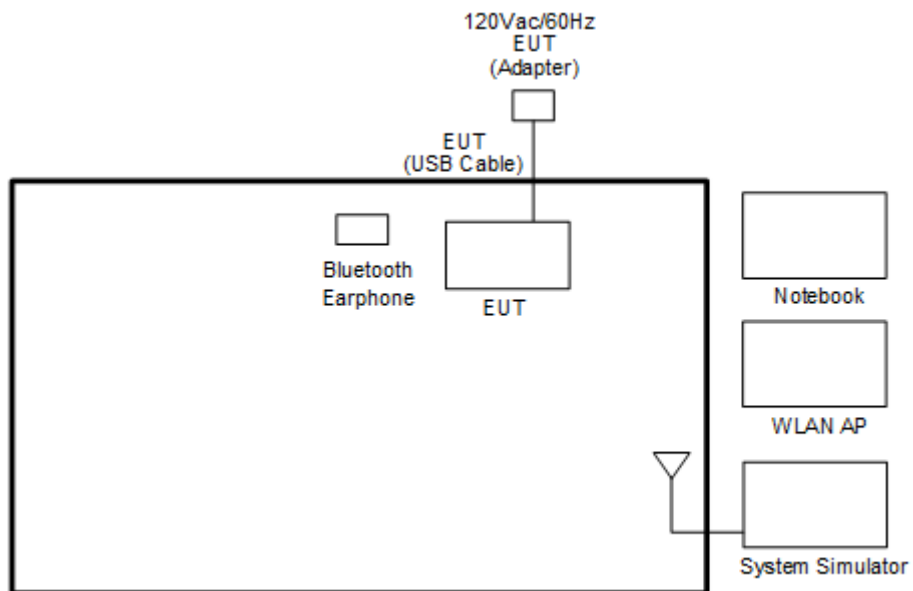 120Vac/60Hz
EUT
(Adapter)
EUT
(USB Cable)
Bluetooth
Earphone
EUT
Notebook
WLAN AP
System Simulator